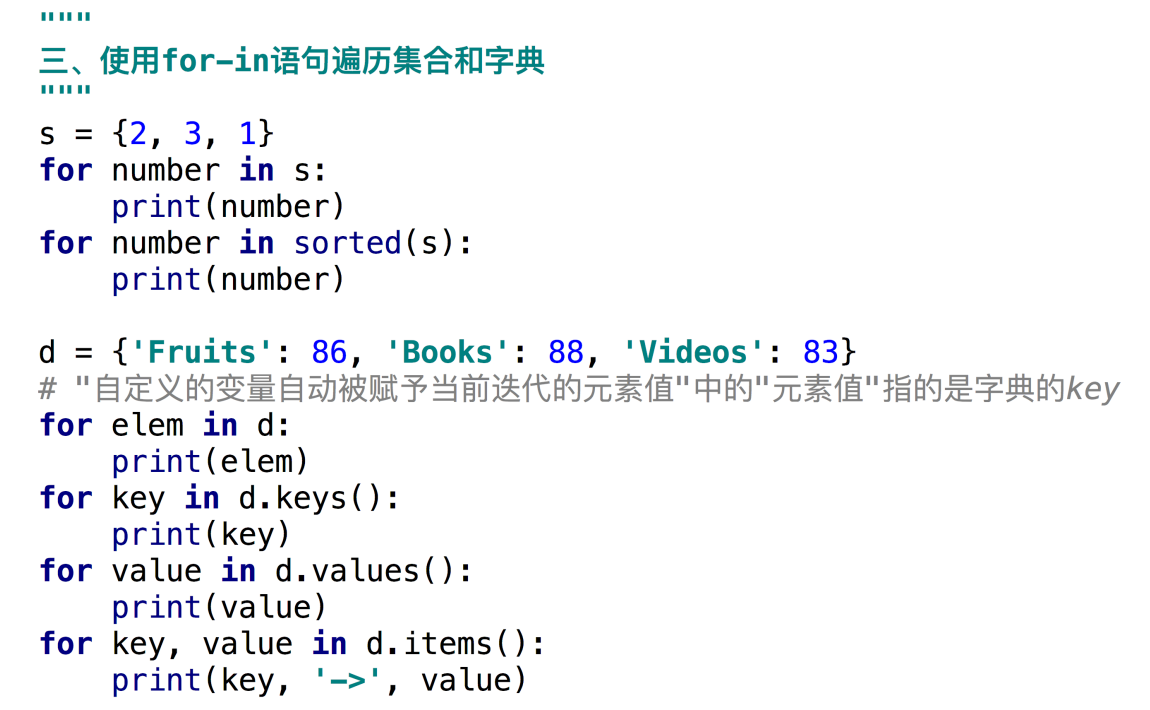 """
三、使用for-in语句遍历集合和字典
"""
s = {2, 3, 1}
for number in s:
    print(number)
for number in sorted(s):
    print(number)

d = {'Fruits': 86, 'Books': 88, 'Videos': 83}
# "自定义的变量自动被赋予当前迭代的元素值"中的"元素值"指的是字典的key
for elem in d:
    print(elem)
for key in d.keys():
    print(key)
for value in d.values():
    print(value)
for key, value in d.items():
    print(key, '->', value)